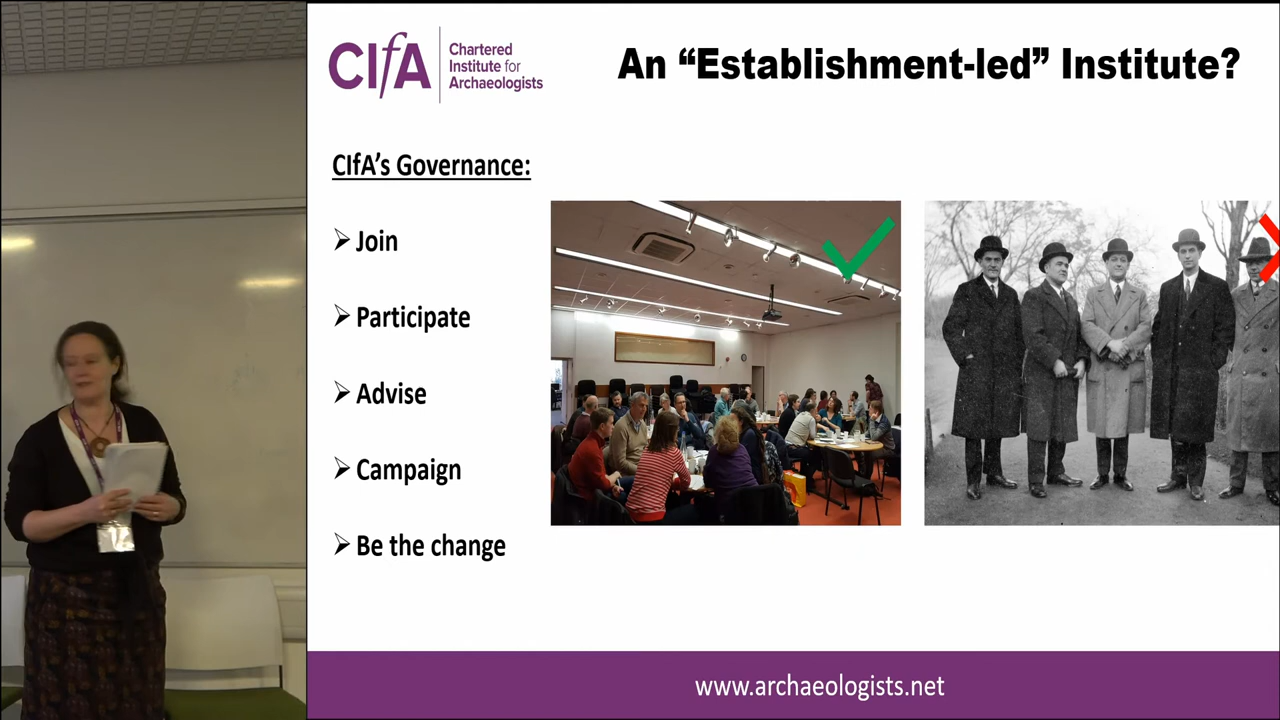 CIfA
Chartered
Institute for
Archaeologists
An “Establishment-led” Institute?
CIfA’s Governance:
Join
Participate
Advise
Campaign
Be the change
www.archaeologists.net